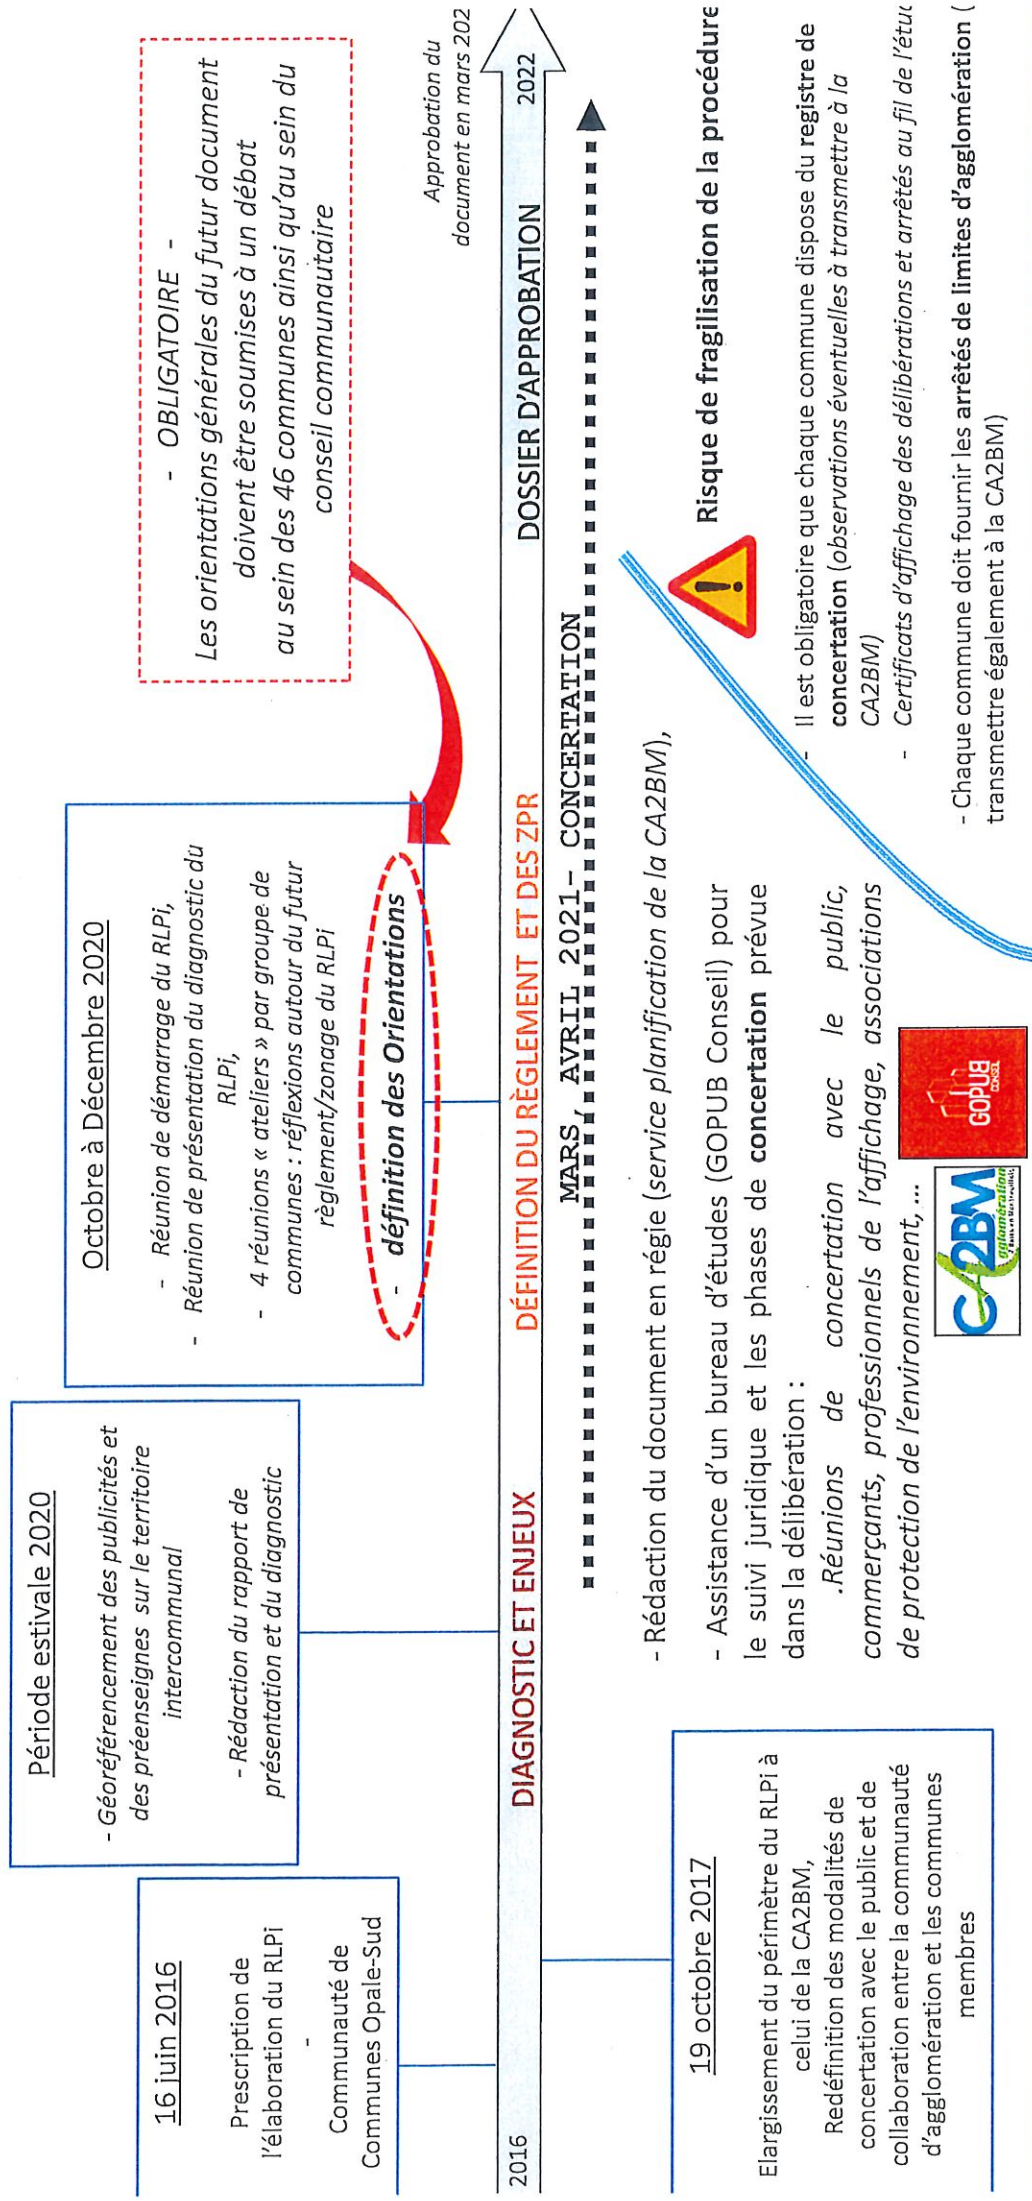 16 juin 2016
Prescription de
l'élaboration du RLPi
-
Communauté de
Communes Opale-Sud
Période estivale 2020
- Géoréférencement des publicités et
des préenseignes sur le territoire
intercommunal
- Rédaction du rapport de
présentation et du diagnostic
Octobre à Décembre 2020
- Réunion de démarrage du RLPi,
- Réunion de présentation du diagnostic du
RLPi,
- 4 réunions « ateliers » par groupe de
communes : réflexions autour du futur
règlement/zonage du RLPi
- définition des Orientations
- OBLIGATOIRE -
Les orientations générales du futur document
doivent être soumises à un débat
au sein des 46 communes ainsi qu'au sein du
conseil communautaire
Approbation du
document en mars 202
2016
DIAGNOSTIC ET ENJEUX
DÉFINITION DU RÈGLEMENT ET DES ZPR
DOSSIER D'APPROBATION
2022
MARS, AVRIL 2021- CONCERTATION
19 octobre 2017
Elargissement du périmètre du RLPi à
celui de la CA2BM,
Redéfinition des modalités de
concertation avec le public et de
collaboration entre la communauté
d'agglomération et les communes
membres
- Rédaction du document en régie (service planification de la CA2BM),
- Assistance d'un bureau d'études (GOPUB Conseil) pour
le suivi juridique et les phases de concertation prévue
dans la délibération :
.Réunions de concertation avec le public,
commerçants, professionnels de l'affichage, associations
de protection de l'environnement, ...
CA2BM
agglomération
GOPUB
CONSEIL
!
Risque de fragilisation de la procédure
- Il est obligatoire que chaque commune dispose du registre de
concertation (observations éventuelles à transmettre à la
CA2BM)
- Certificats d'affichage des délibérations et arrêtés au fil de l'étud
- Chaque commune doit fournir les arrêtés de limites d'agglomération (
transmettre également à la CA2BM)